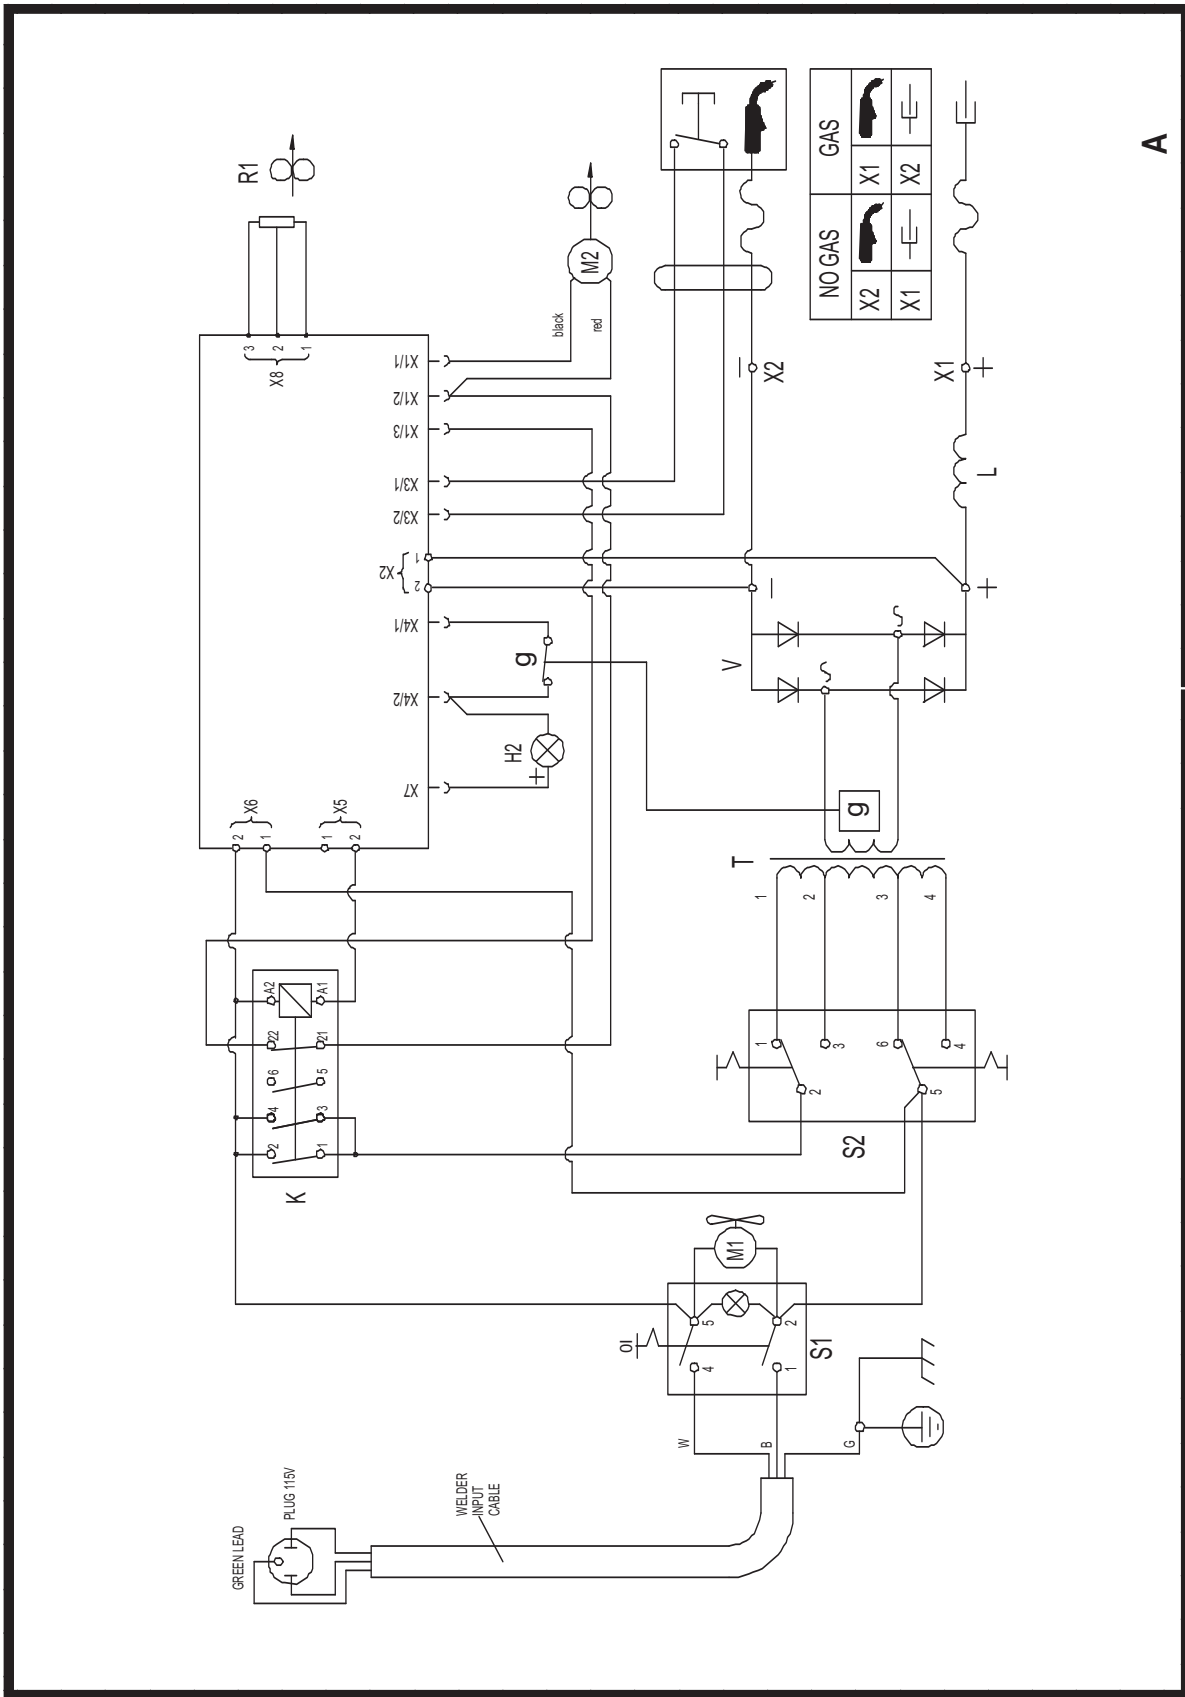 GREEN LEAD
PLUG 115V
WELDER
INPUT
CABLE
W
B
G
OI
4
5
1
2
S1
M1
K
2
4
6
22
A2
1
3
5
21
A1
2
1
X6
1
2
X5
X7
X4/2
X4/1
2
1
X2
X3/2
X3/1
X1/3
X1/2
X1/1
3
2
1
X8
R1
H2
+
g
M2
black
red
S2
2
1
3
5
6
4
T
1
2
3
4
g
V
S
S
–
+
L
–
X2
X1
+
NO GAS
GAS
X2
X1
X1
X2
A